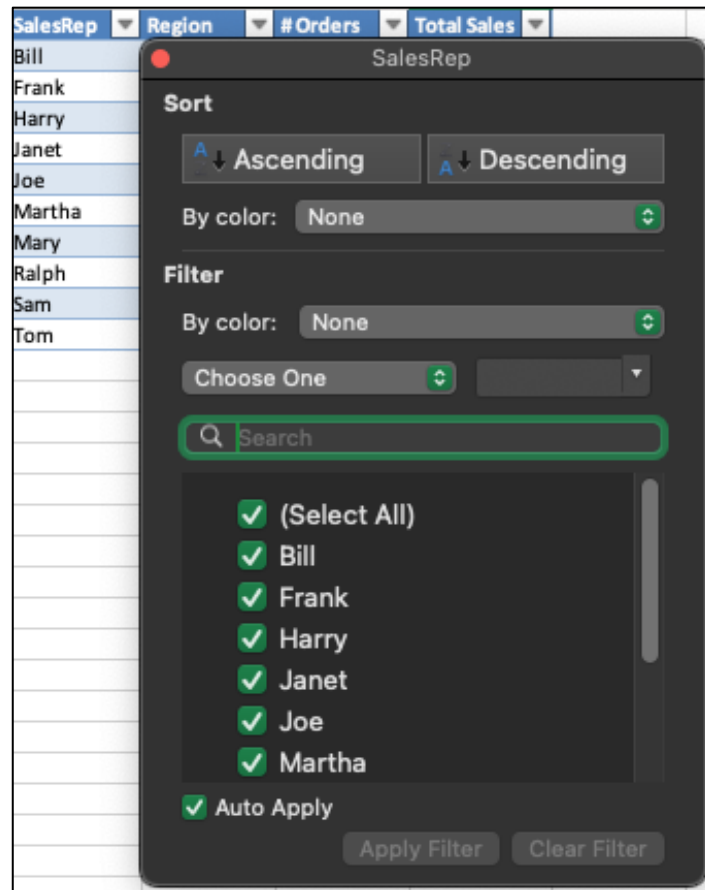 SalesRep Region #Orders Total Sales
Bill
Frank
Harry
Janet
Joe
Martha
Mary
Ralph
Sam
Tom
SalesRep
Sort
Ascending Descending
By color: None
Filter
By color: None
Choose One
Search
(Select All)
Bill
Frank
Harry
Janet
Joe
Martha
Auto Apply
Apply Filter Clear Filter